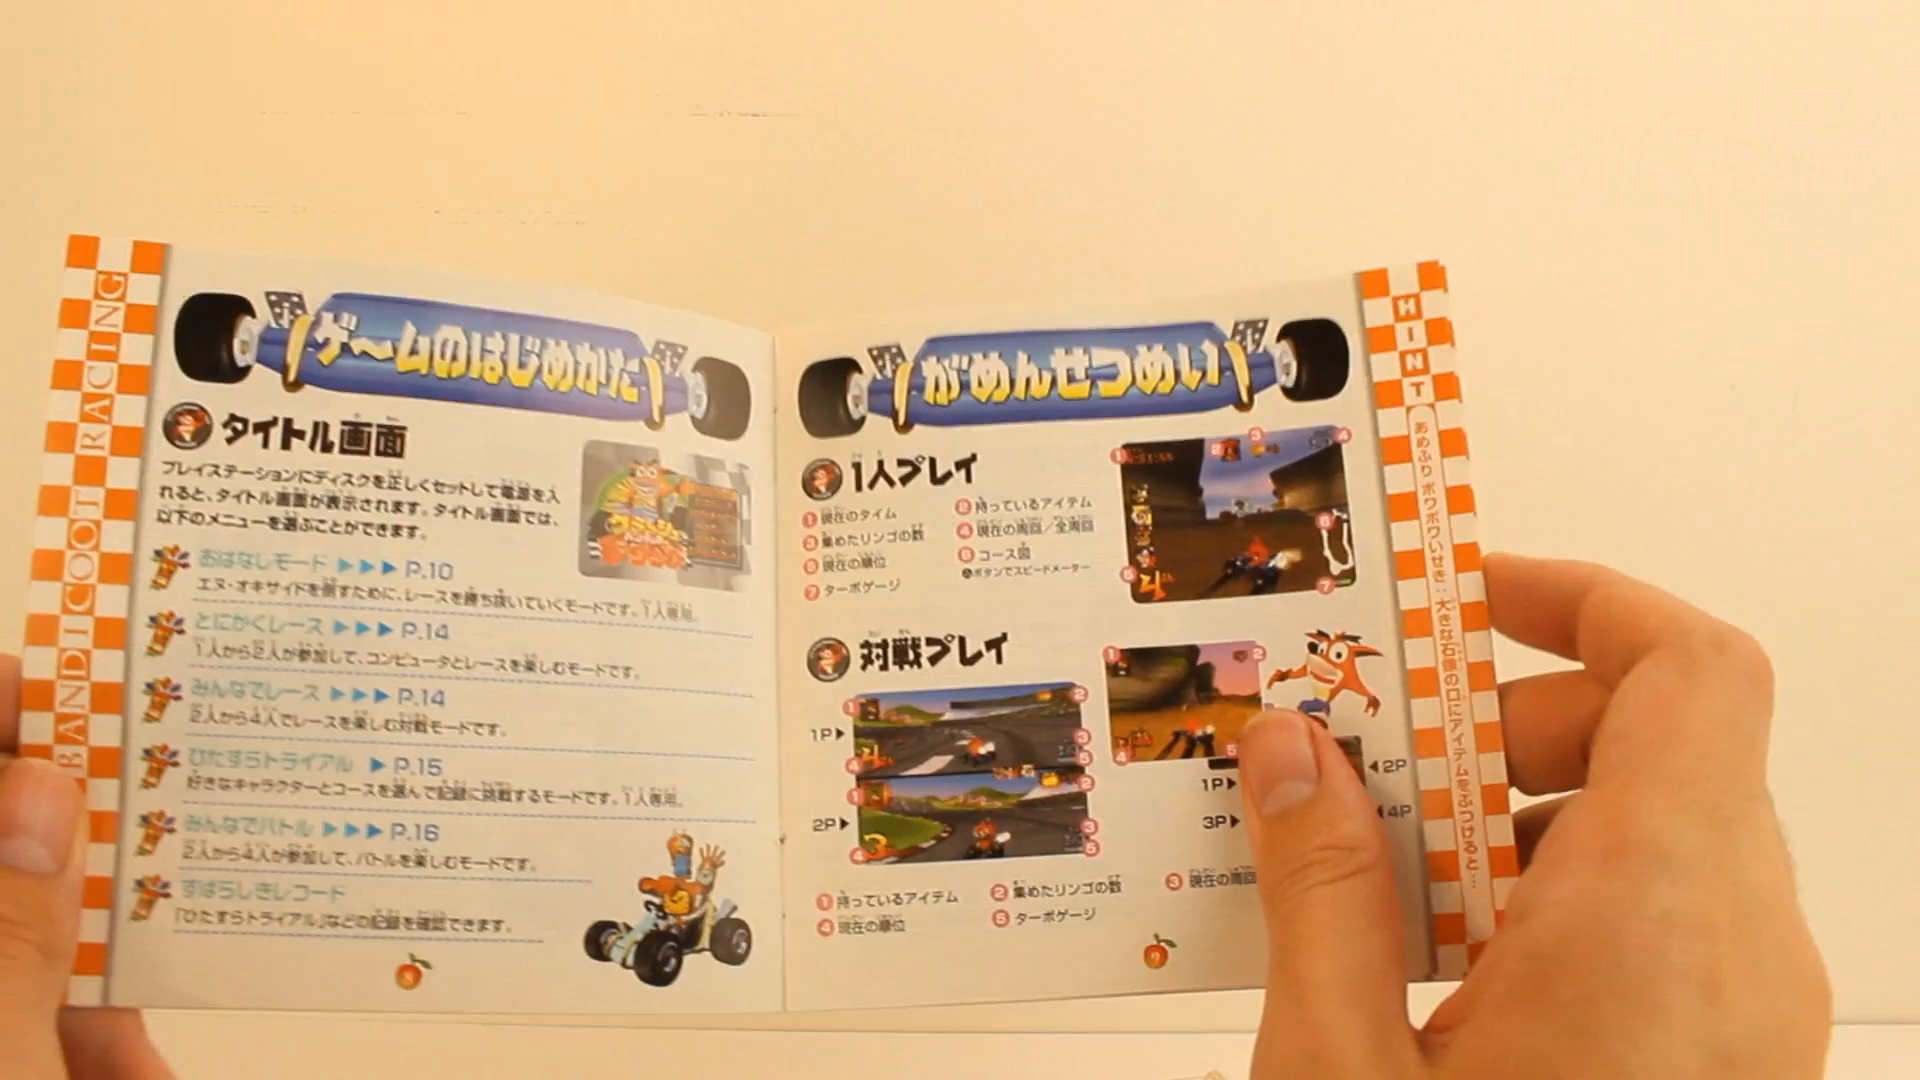 BANDICOOT RACING
ゲームのはじめかた
タイトル画面
プレイステーションにディスクを正しくセットして電源を入
れると、タイトル画面が表示されます。タイトル画面では、
以下のメニューを選ぶことができます。
おはなしモード ▶▶▶ P.10
エヌ・オキサイドを倒すために、レースを勝ち抜いていくモードです。1人専用。
とにかくレース ▶▶▶ P.14
1人から2人が参加して、コンピュータとレースを楽しむモードです。
みんなでレース ▶▶▶ P.14
2人から4人でレースを楽しむ対戦モードです。
ひたすらトライアル ▶ P.15
好きなキャラクターとコースを選んで記録に挑戦するモードです。1人専用。
みんなでバトル ▶▶▶ P.16
2人から4人が参加して、バトルを楽しむモードです。
すばらしきレコード
「ひたすらトライアル」などの記録を確認できます。
8
がめんせつめい
1人プレイ
①現在のタイム ②持っているアイテム
③集めたリンゴの数 ④現在の周回/全周回
⑤現在の順位 ⑥コース図
△ボタンでスピードメーター
⑦ターボゲージ
対戦プレイ
1P▶
2P▶
1P▶ ◀2P
3P▶ ◀4P
①持っているアイテム ②集めたリンゴの数 ③現在の周回
④現在の順位 ⑤ターボゲージ
9
HINT
あめふり ポワポワいせき:大きな石像の口にアイテムをぶつけると…